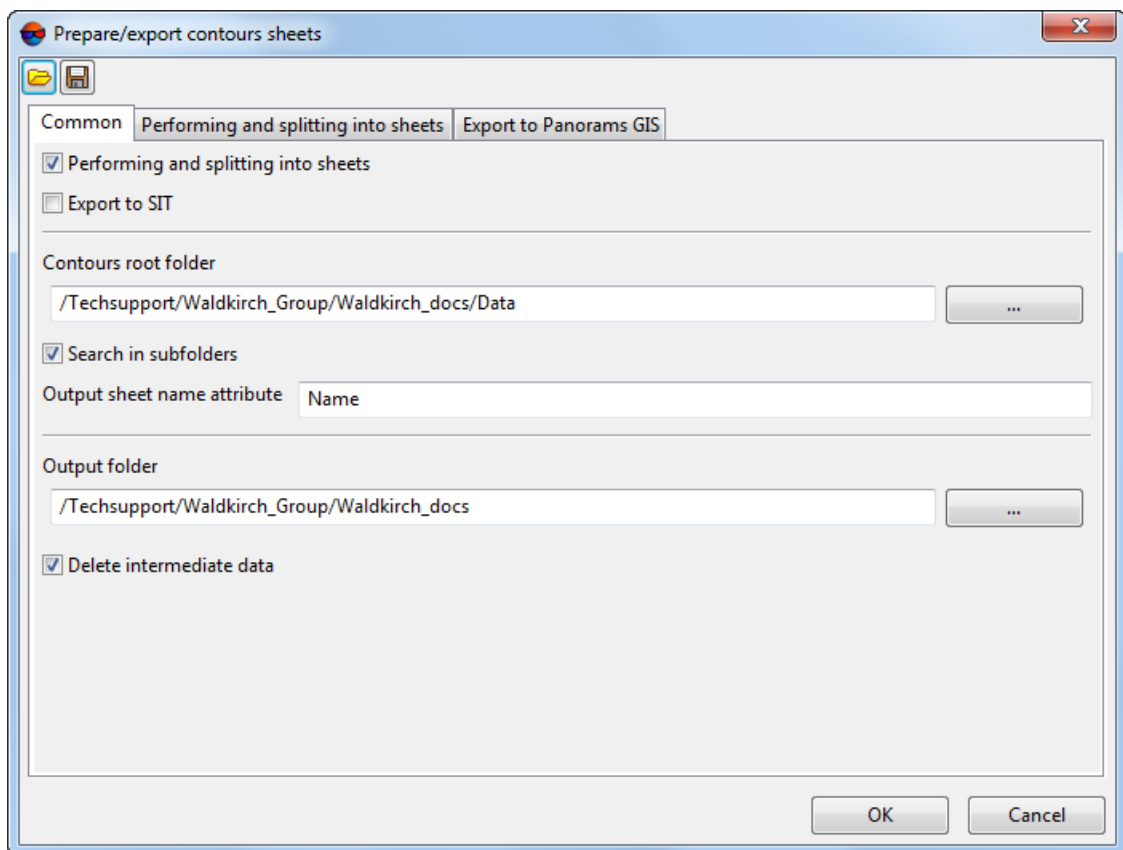 Prepare/export contours sheets
Common Performing and splitting into sheets Export to Panorams GIS
Performing and splitting into sheets
Export to SIT
Contours root folder
/Techsupport/Waldkirch_Group/Waldkirch_docs/Data ...
Search in subfolders
Output sheet name attribute Name
Output folder
/Techsupport/Waldkirch_Group/Waldkirch_docs ...
Delete intermediate data
OK Cancel